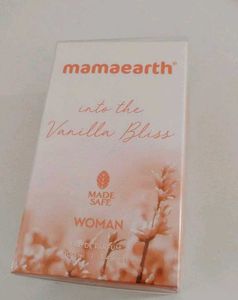 mamaearth®
into the
Vanilla Bliss
MADE
SAFE
WOMAN